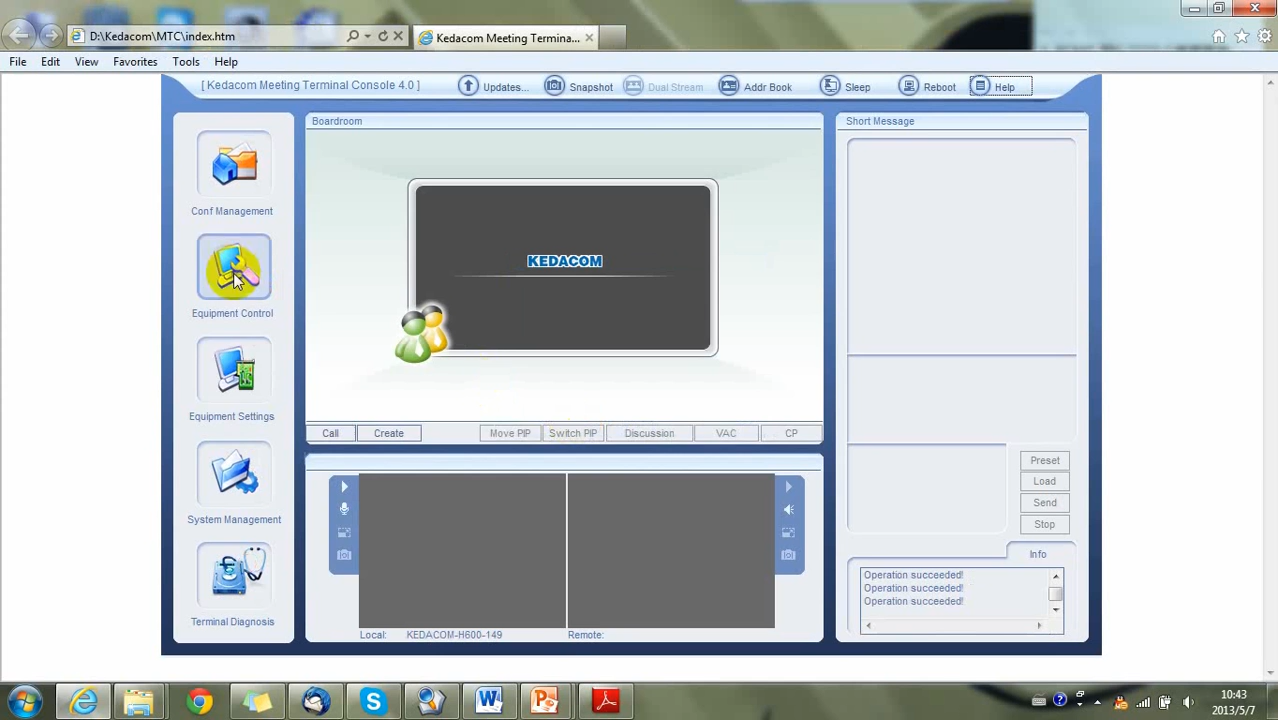 D:\Kedacom\MTC\index.htm
Kedacom Meeting Termina...
File Edit View Favorites Tools Help
[ Kedacom Meeting Terminal Console 4.0 ]
Updates... Snapshot Dual Stream Addr Book Sleep Reboot Help
Conf Management
Equipment Control
Equipment Settings
System Management
Terminal Diagnosis
Boardroom
KEDACOM
Call Create Move PIP Switch PIP Discussion VAC CP
Local: KEDACOM-H600-149 Remote:
Short Message
Preset
Load
Send
Stop
Info
Operation succeeded!
Operation succeeded!
Operation succeeded!
10:43
2013/5/7